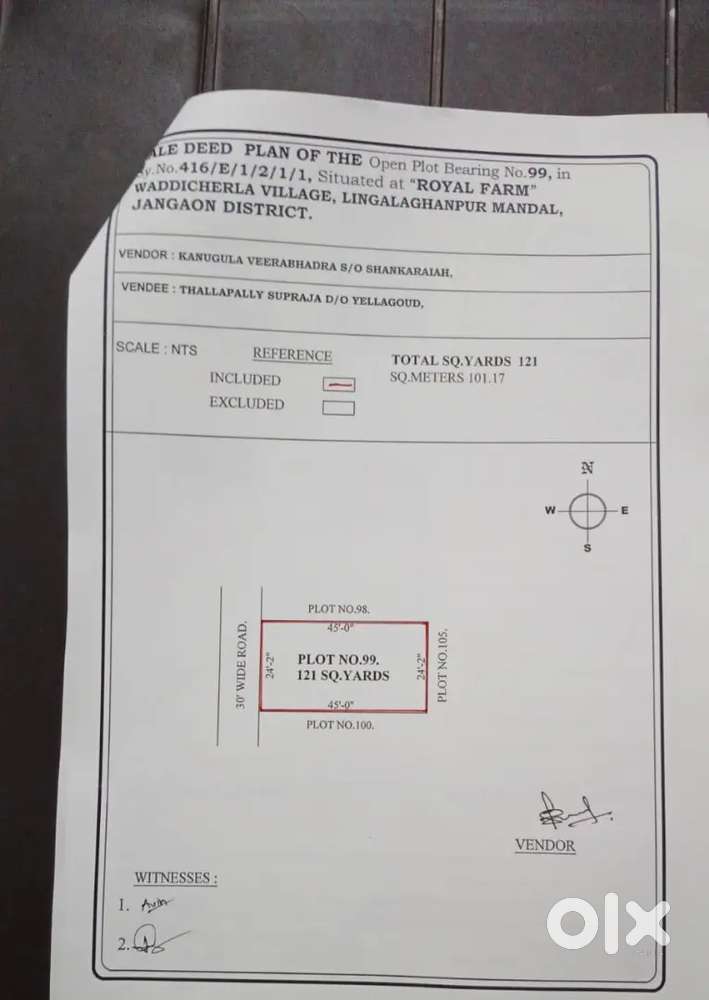 ALE DEED PLAN OF THE Open Plot Bearing No.99, in
y.No.416/E/1/2/1/1, Situated at "ROYAL FARM"
WADDICHERLA VILLAGE, LINGALAGHANPUR MANDAL,
JANGAON DISTRICT.
VENDOR : KANUGULA VEERABHADRA S/O SHANKARAIAH,
VENDEE : THALLAPALLY SUPRAJA D/O YELLAGOUD,
SCALE : NTS
REFERENCE
INCLUDED
EXCLUDED
TOTAL SQ.YARDS 121
SQ.METERS 101.17
N
W E
S
PLOT NO.98.
45'-0"
30' WIDE ROAD.
24'-2"
PLOT NO.99.
121 SQ.YARDS
24'-2"
PLOT NO.105.
45'-0"
PLOT NO.100.
VENDOR
WITNESSES :
1.
2.
olx